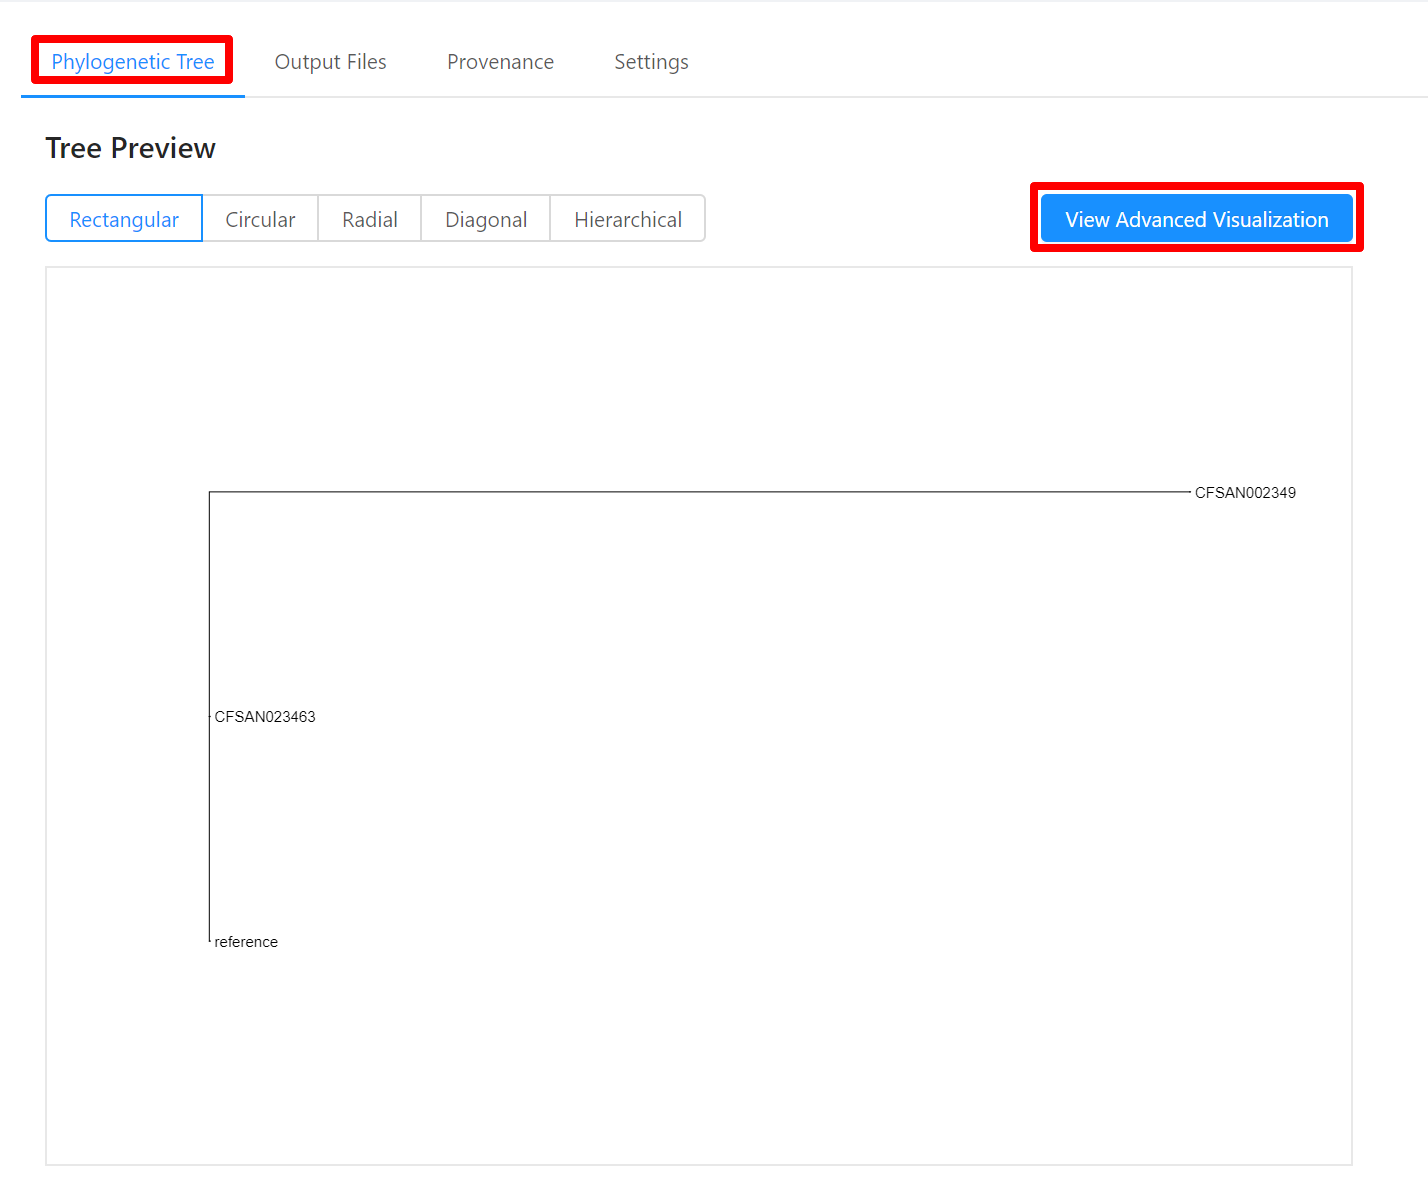 Phylogenetic Tree Output Files Provenance Settings
Tree Preview
Rectangular Circular Radial Diagonal Hierarchical View Advanced Visualization
CFSAN002349
CFSAN023463
reference